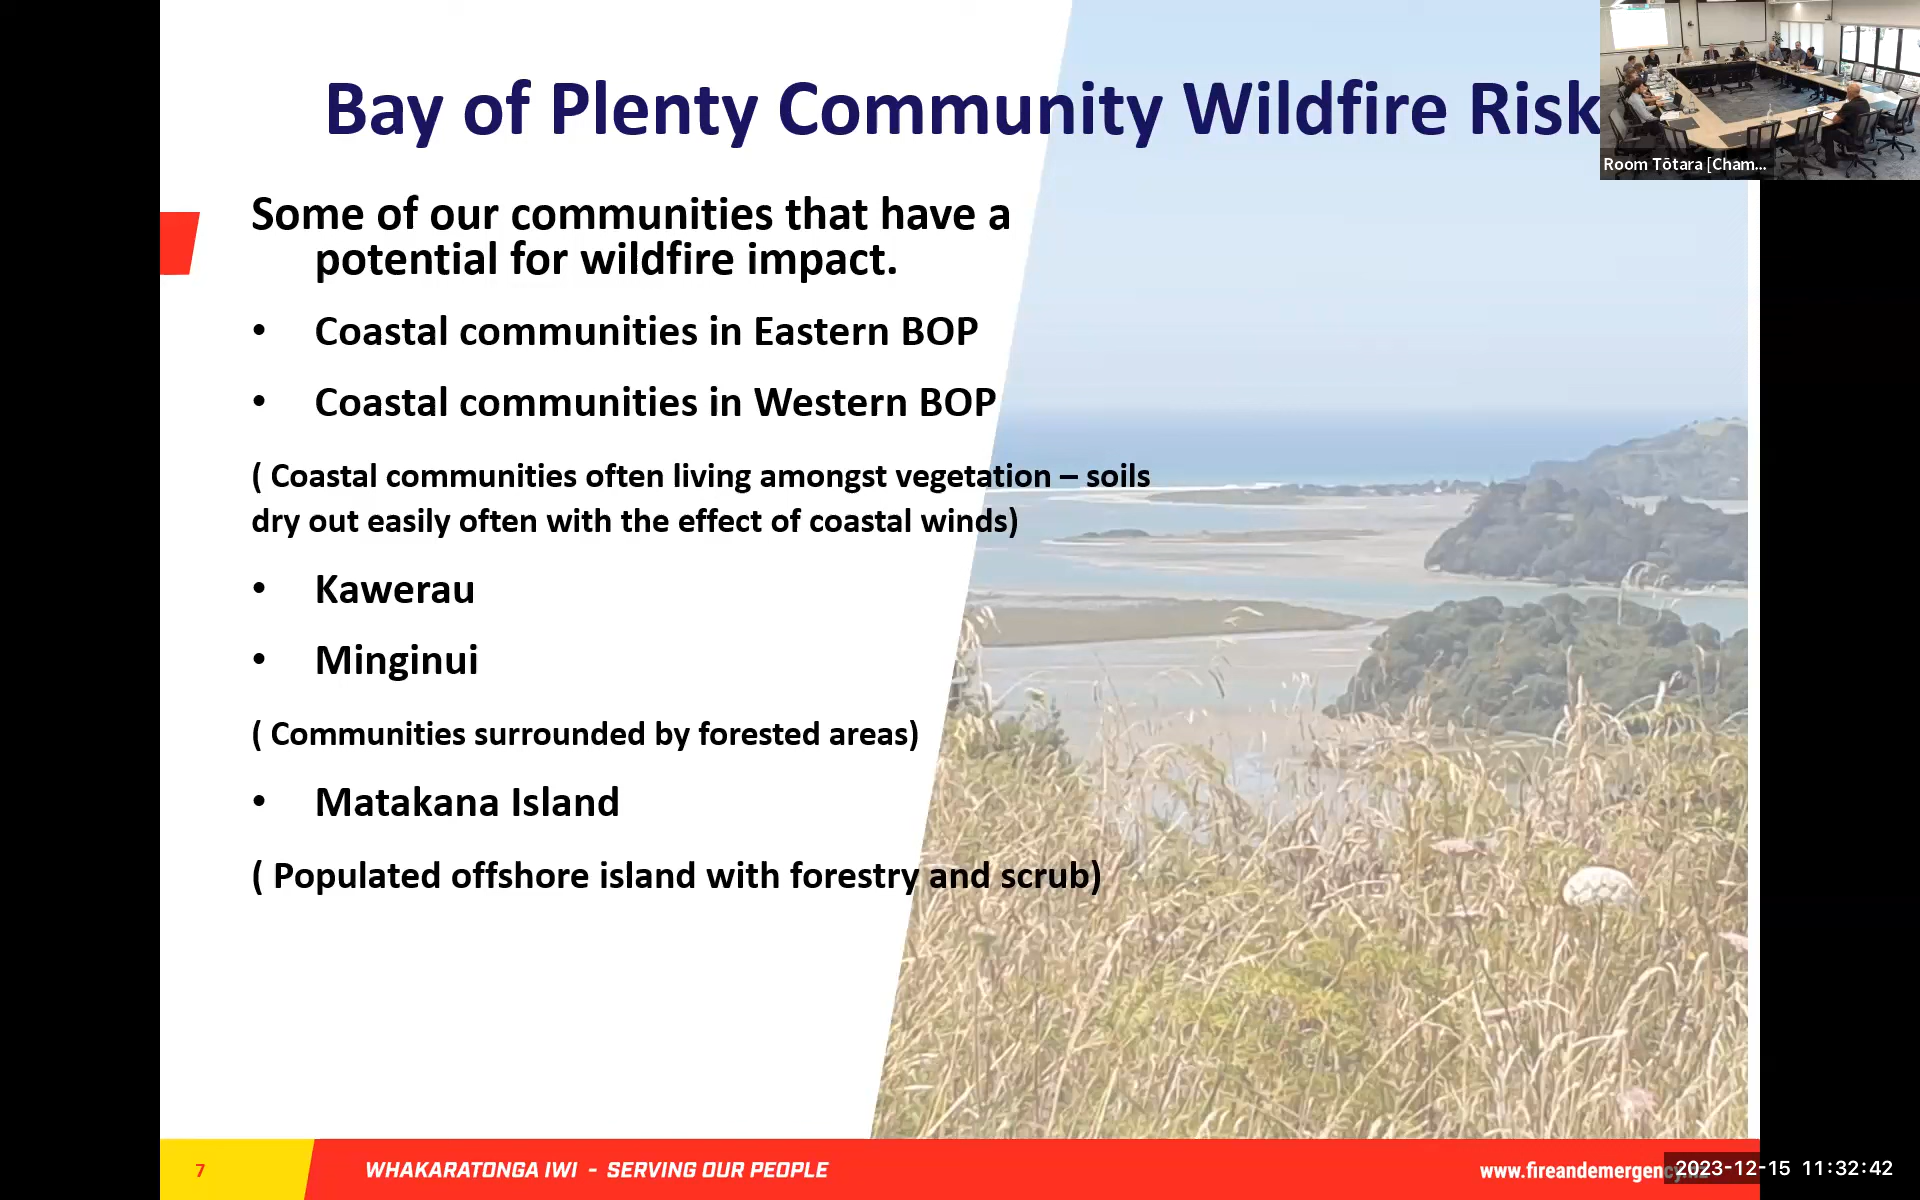 Bay of Plenty Community Wildfire Risk
Room Tōtara [Cham...
Some of our communities that have a
potential for wildfire impact.
• Coastal communities in Eastern BOP
• Coastal communities in Western BOP
( Coastal communities often living amongst vegetation – soils
dry out easily often with the effect of coastal winds)
• Kawerau
• Minginui
( Communities surrounded by forested areas)
• Matakana Island
( Populated offshore island with forestry and scrub)
7
WHAKARATONGA IWI - SERVING OUR PEOPLE
2023-12-15 11:32:42